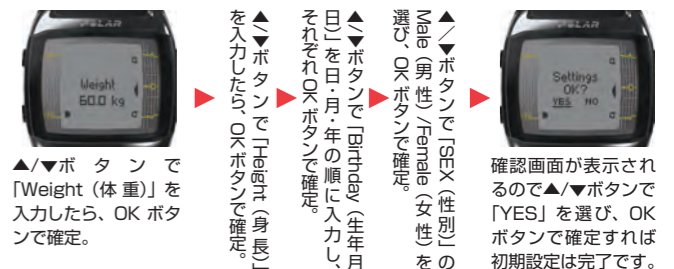 POLAR
Weight
60.0 kg
▲/▼ボタンで
「Weight（体重）」を
入力したら、OK ボタ
ンで確定。
▲/▼ボタンで「Height（身長）」
を入力したら、OKボタンで確定。
▲/▼ボタンで「Birthday（生年月
日）を日・月・年の順に入力し、
それぞれOKボタンで確定。
▲/▼ボタンで「SEX（性別）」の
Male（男性）/Female（女性）を
選び、OKボタンで確定。
POLAR
Settings
OK?
YES NO
確認画面が表示され
るので▲/▼ボタンで
「YES」を選び、OK
ボタンで確定すれば
初期設定は完了です。